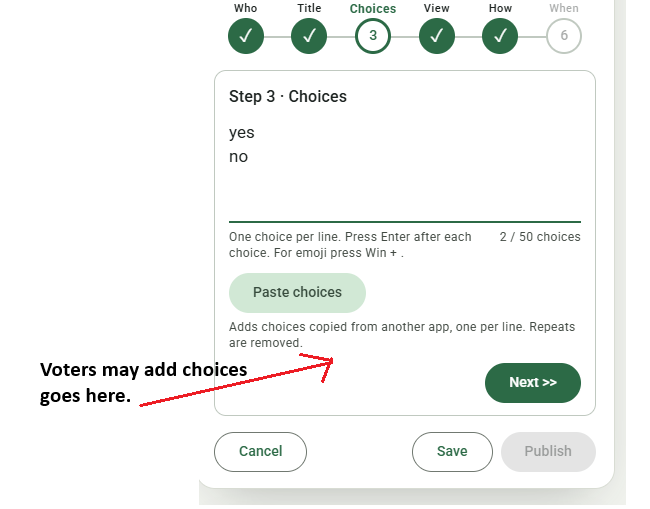 Who Title Choices View How When
3 6
Step 3 · Choices
yes
no
One choice per line. Press Enter after each
choice. For emoji press Win + .
2 / 50 choices
Paste choices
Adds choices copied from another app, one per line. Repeats
are removed.
Voters may add choices
goes here.
Next >>
Cancel Save Publish